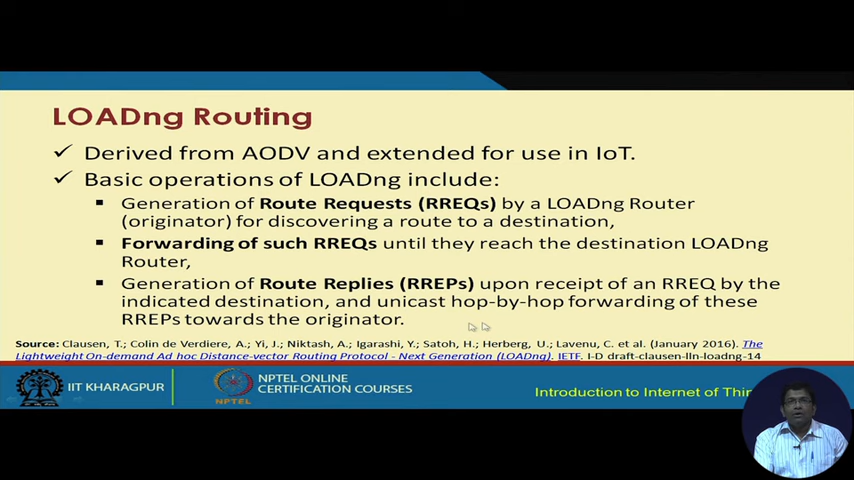 LOADng Routing
✓ Derived from AODV and extended for use in IoT.
✓ Basic operations of LOADng include:
▪ Generation of Route Requests (RREQs) by a LOADng Router
(originator) for discovering a route to a destination,
▪ Forwarding of such RREQs until they reach the destination LOADng
Router,
▪ Generation of Route Replies (RREPs) upon receipt of an RREQ by the
indicated destination, and unicast hop-by-hop forwarding of these
RREPs towards the originator.
Source: Clausen, T.; Colin de Verdiere, A.; Yi, J.; Niktash, A.; Igarashi, Y.; Satoh, H.; Herberg, U.; Lavenu, C. et al. (January 2016). The
Lightweight On-demand Ad hoc Distance-vector Routing Protocol - Next Generation (LOADng). IETF. I-D draft-clausen-lln-loadng-14
IIT KHARAGPUR
NPTEL
NPTEL ONLINE
CERTIFICATION COURSES
Introduction to Internet of Thin